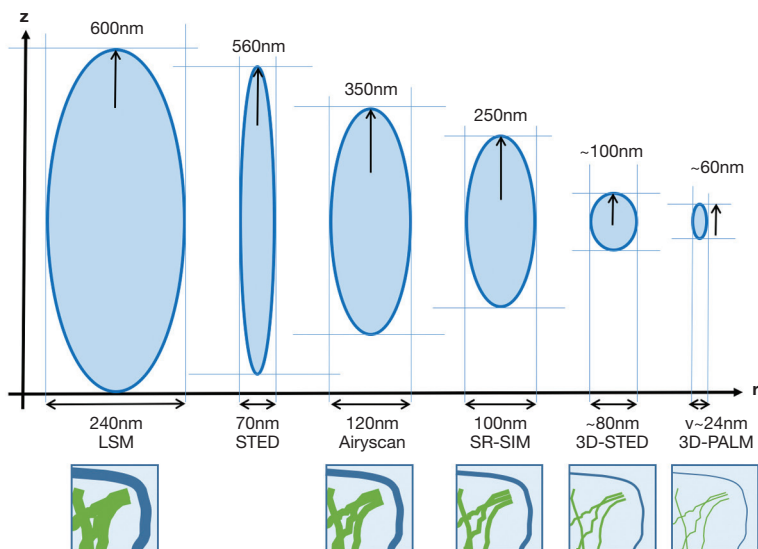 z
600nm
560nm
350nm
250nm
~100nm
~60nm
r
240nm
LSM
70nm
STED
120nm
Airyscan
100nm
SR-SIM
~80nm
3D-STED
v~24nm
3D-PALM